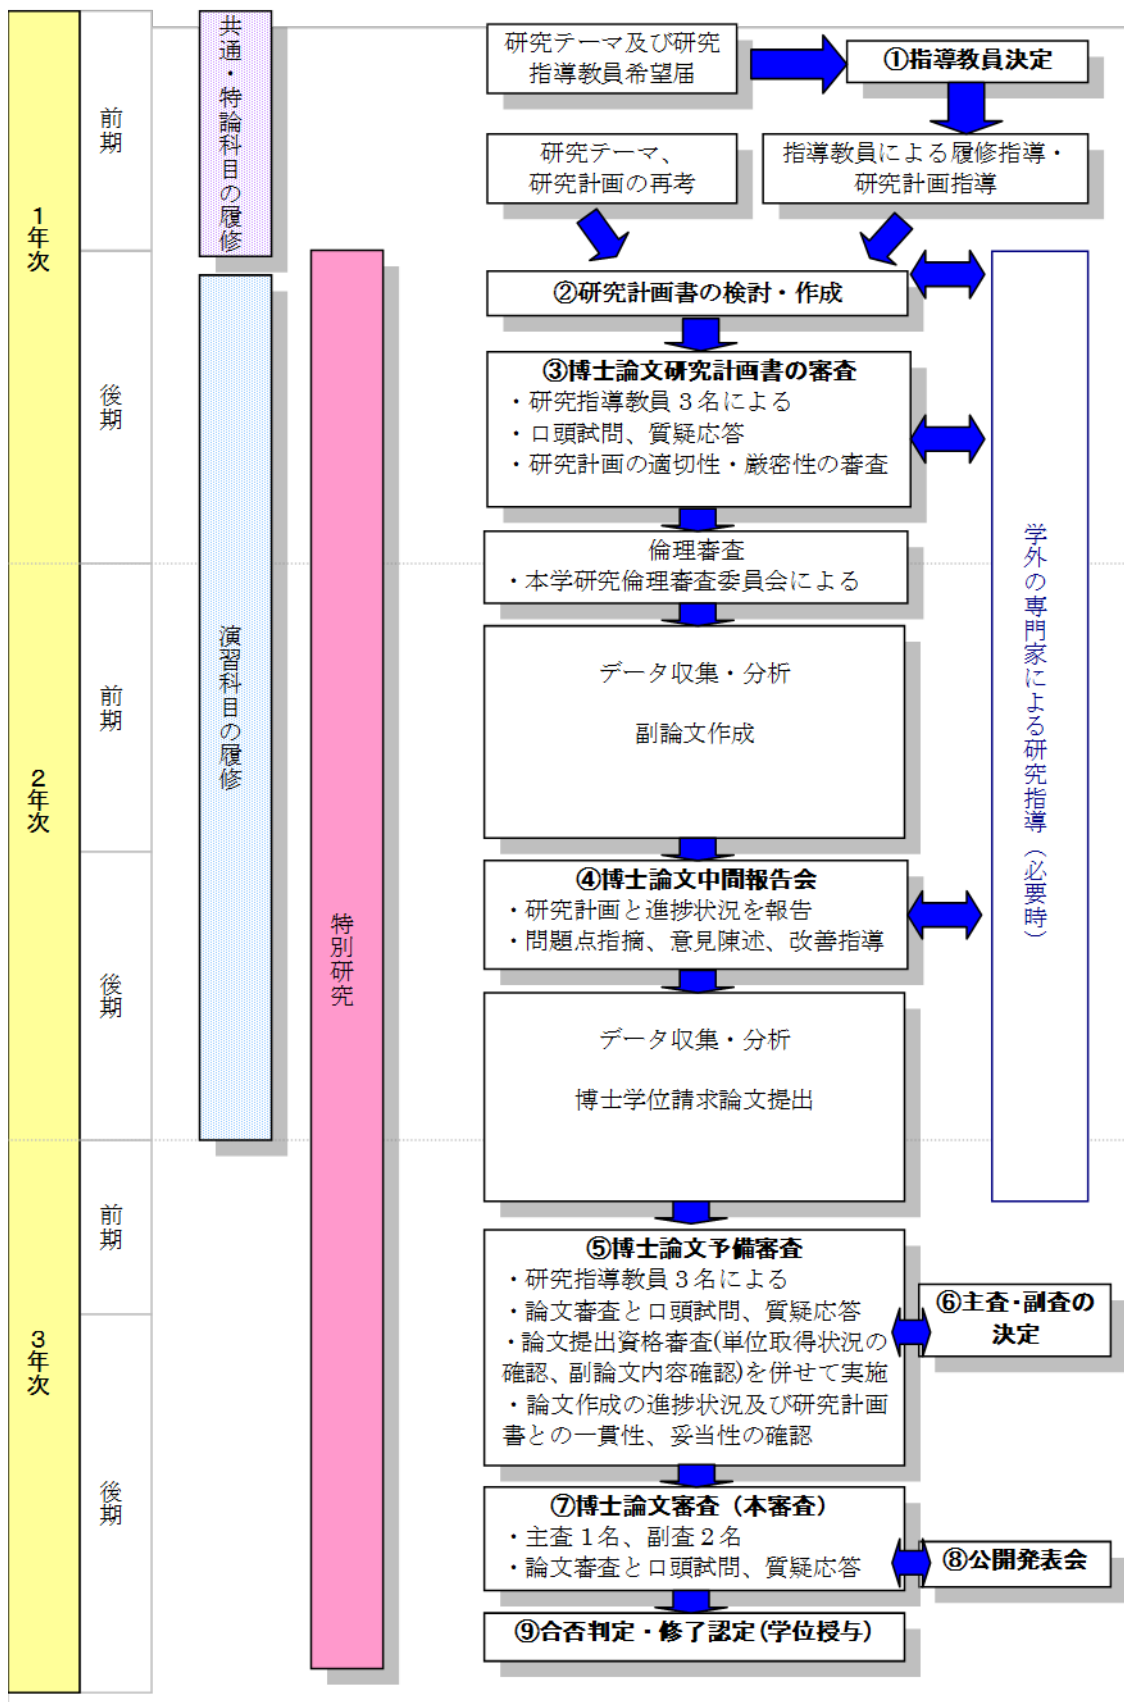 1年次
前期
後期
2年次
前期
後期
3年次
前期
後期
共通・特論科目の履修
演習科目の履修
特別研究
研究テーマ及び研究
指導教員希望届
①指導教員決定
研究テーマ、
研究計画の再考
指導教員による履修指導・
研究計画指導
②研究計画書の検討・作成
③博士論文研究計画書の審査
・研究指導教員３名による
・口頭試問、質疑応答
・研究計画の適切性・厳密性の審査
倫理審査
・本学研究倫理審査委員会による
データ収集・分析
副論文作成
④博士論文中間報告会
・研究計画と進捗状況を報告
・問題点指摘、意見陳述、改善指導
データ収集・分析
博士学位請求論文提出
学外の専門家による研究指導（必要時）
⑤博士論文予備審査
・研究指導教員３名による
・論文審査と口頭試問、質疑応答
・論文提出資格審査(単位取得状況の
確認、副論文内容確認)を併せて実施
・論文作成の進捗状況及び研究計画
書との一貫性、妥当性の確認
⑥主査・副査の
決定
⑦博士論文審査（本審査）
・主査１名、副査２名
・論文審査と口頭試問、質疑応答
⑧公開発表会
⑨合否判定・修了認定(学位授与)